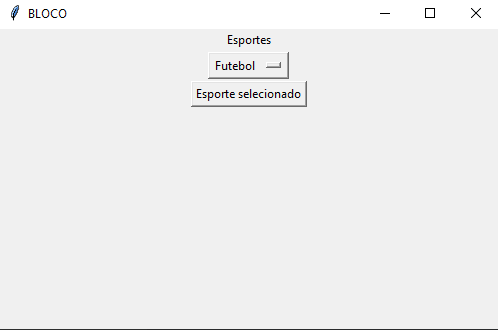 BLOCO
Esportes
Futebol
Esporte selecionado